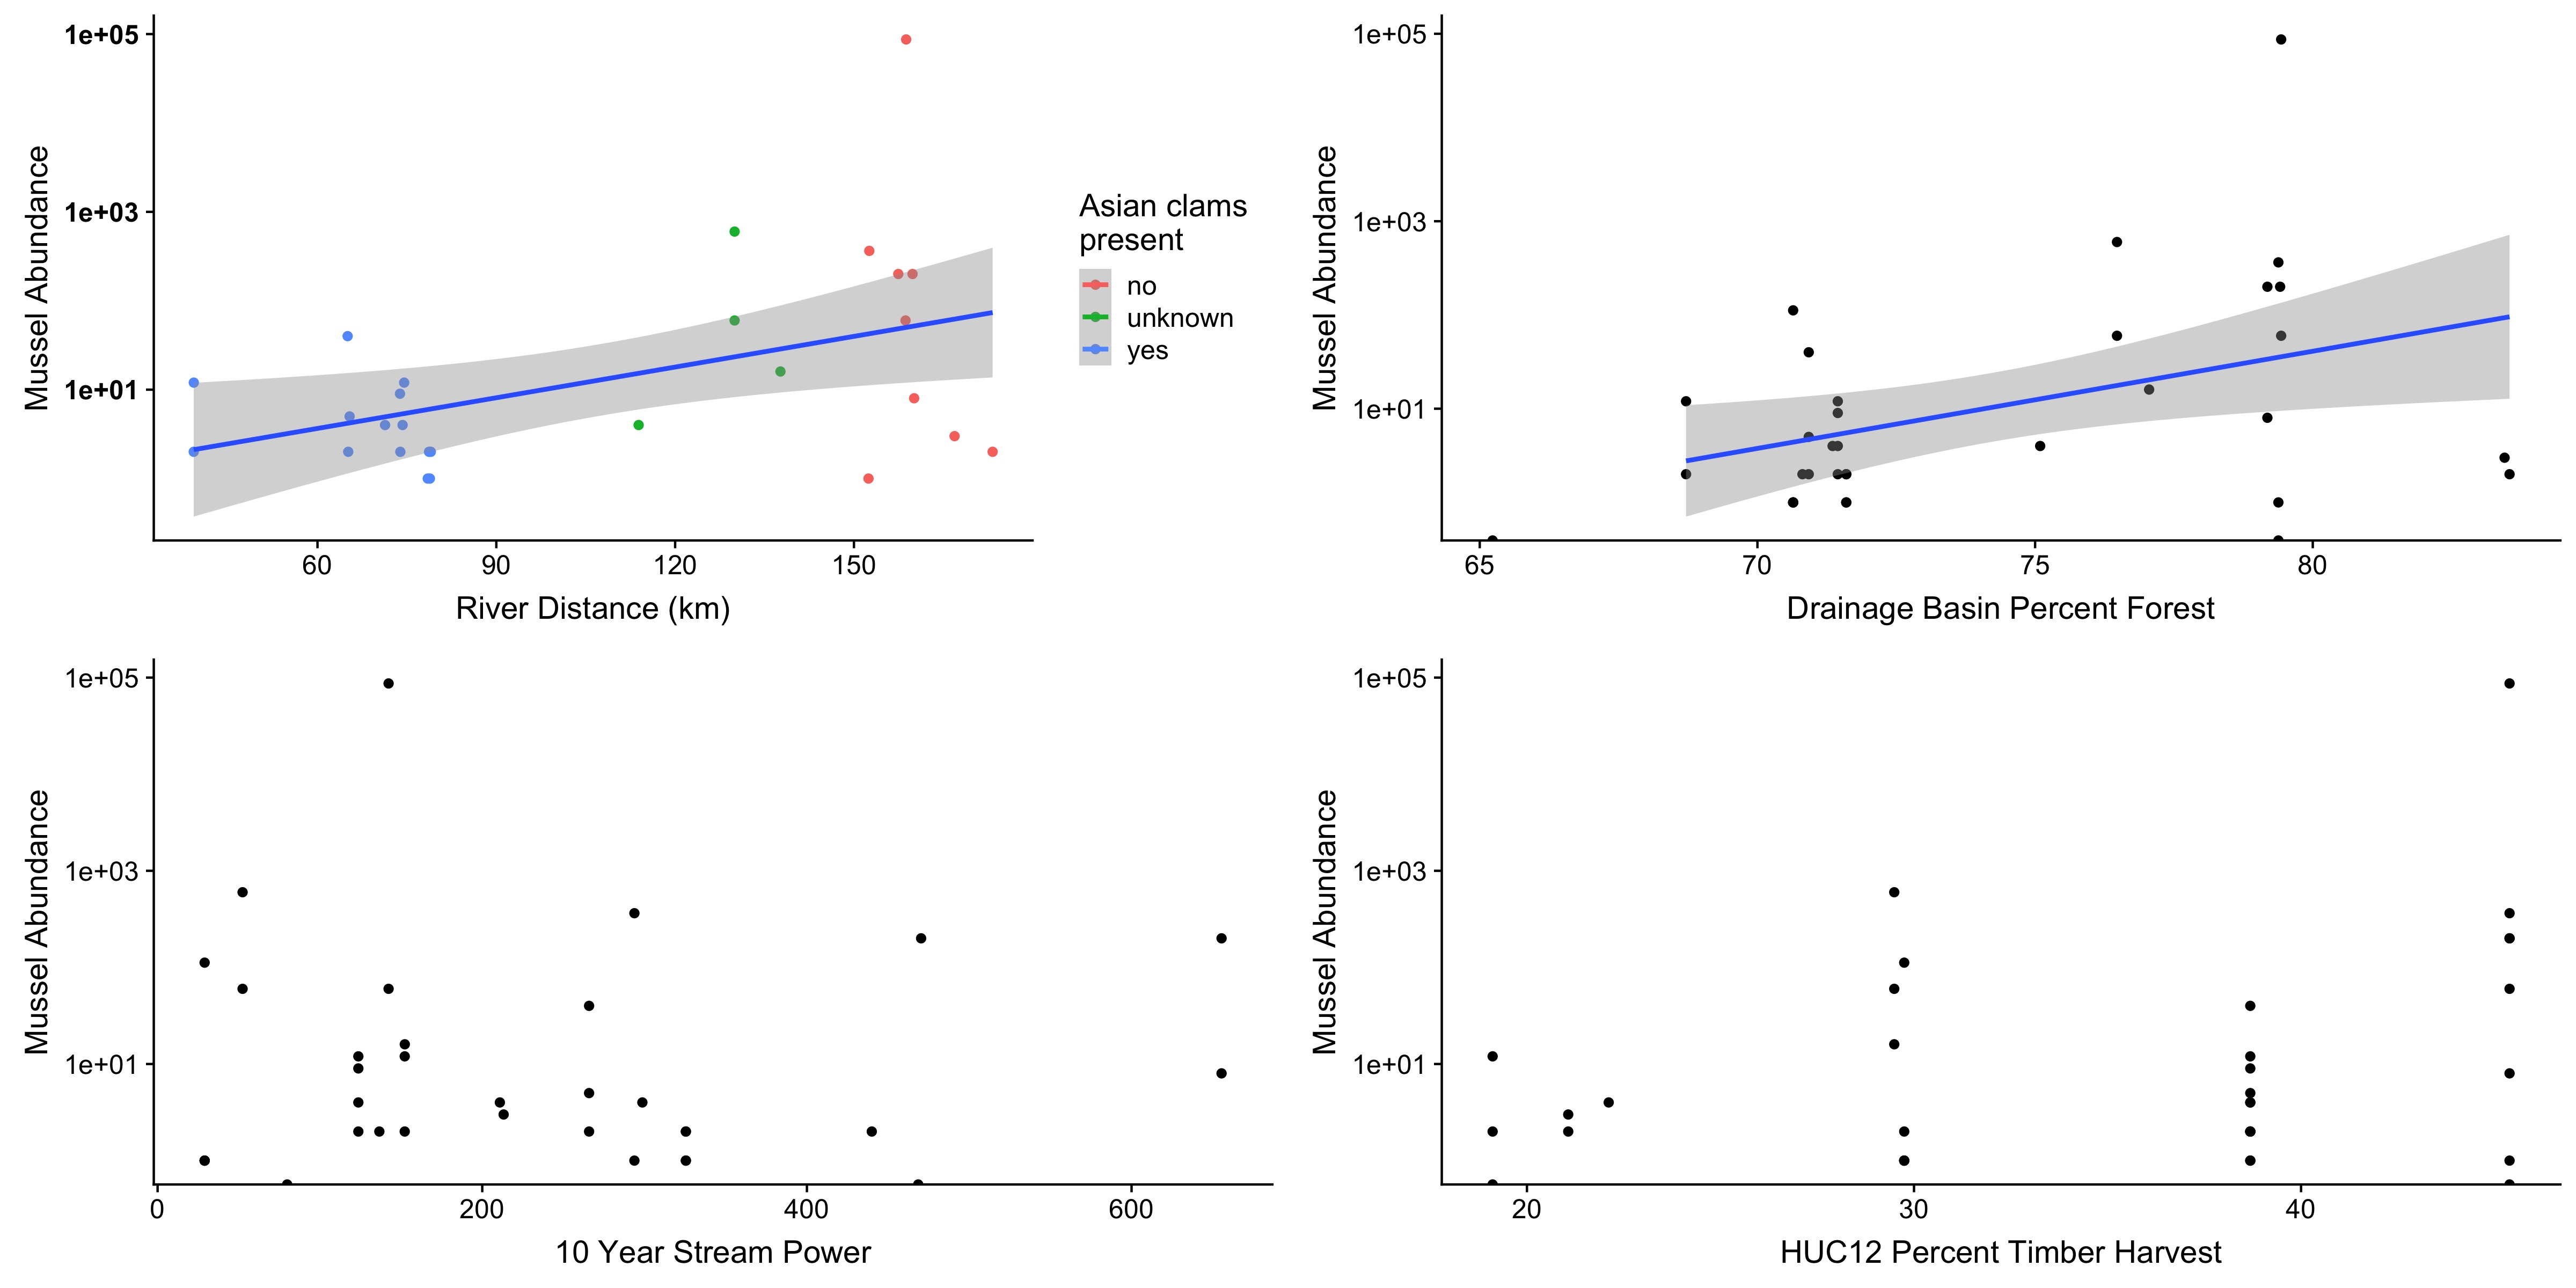 1e+05
1e+03
1e+01
Mussel Abundance
60 90 120 150
River Distance (km)
Asian clams
present
no
unknown
yes
1e+05
1e+03
1e+01
Mussel Abundance
65 70 75 80
Drainage Basin Percent Forest
1e+05
1e+03
1e+01
Mussel Abundance
0 200 400 600
10 Year Stream Power
1e+05
1e+03
1e+01
Mussel Abundance
20 30 40
HUC12 Percent Timber Harvest